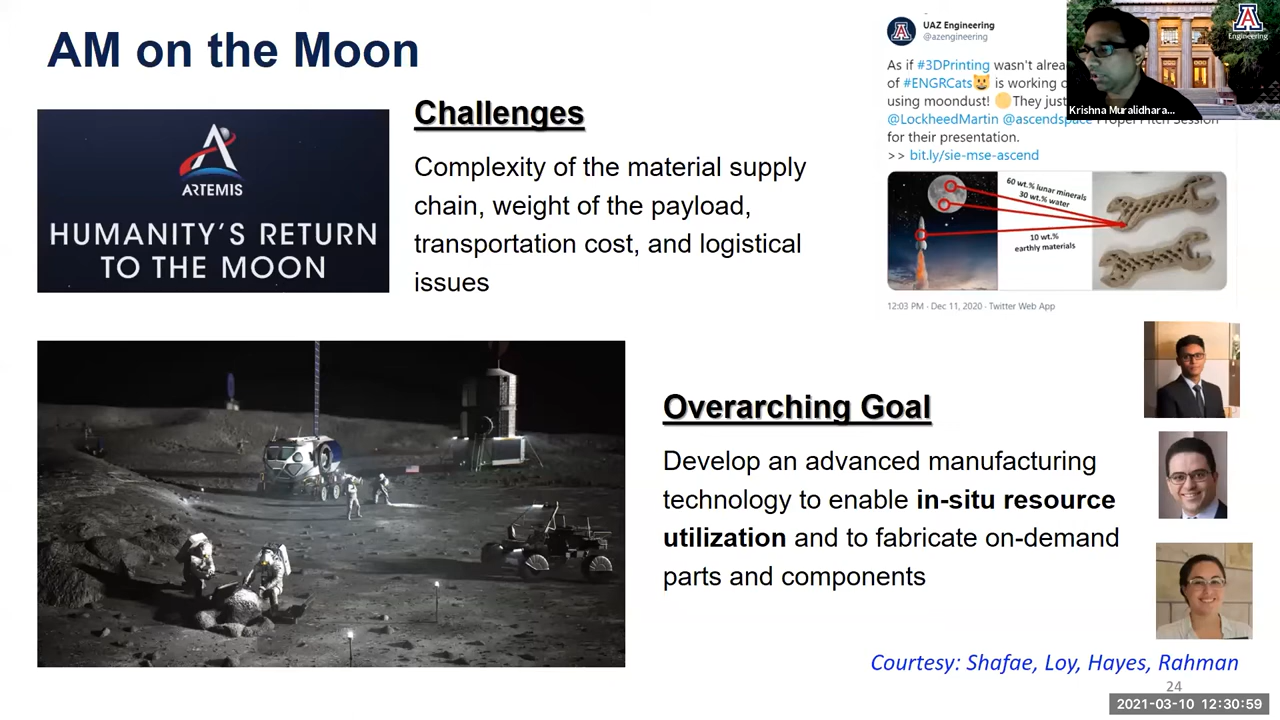 AM on the Moon
ARTEMIS
HUMANITY'S RETURN
TO THE MOON
Challenges
Complexity of the material supply
chain, weight of the payload,
transportation cost, and logistical
issues
UAZ Engineering
@azengineering
As if #3DPrinting wasn't
of #ENGRCats😺 is working
using moondust! 🌕They just
@LockheedMartin @ascendspace Proper Pitch Session
for their presentation.
>> bit.ly/sie-mse-ascend
60 wt.% lunar minerals
30 wt.% water
10 wt.%
earthly materials
12:03 PM · Dec 11, 2020 · Twitter Web App
Engineering
Krishna Muralidhara...
Overarching Goal
Develop an advanced manufacturing
technology to enable in-situ resource
utilization and to fabricate on-demand
parts and components
Courtesy: Shafae, Loy, Hayes, Rahman
24
2021-03-10 12:30:59